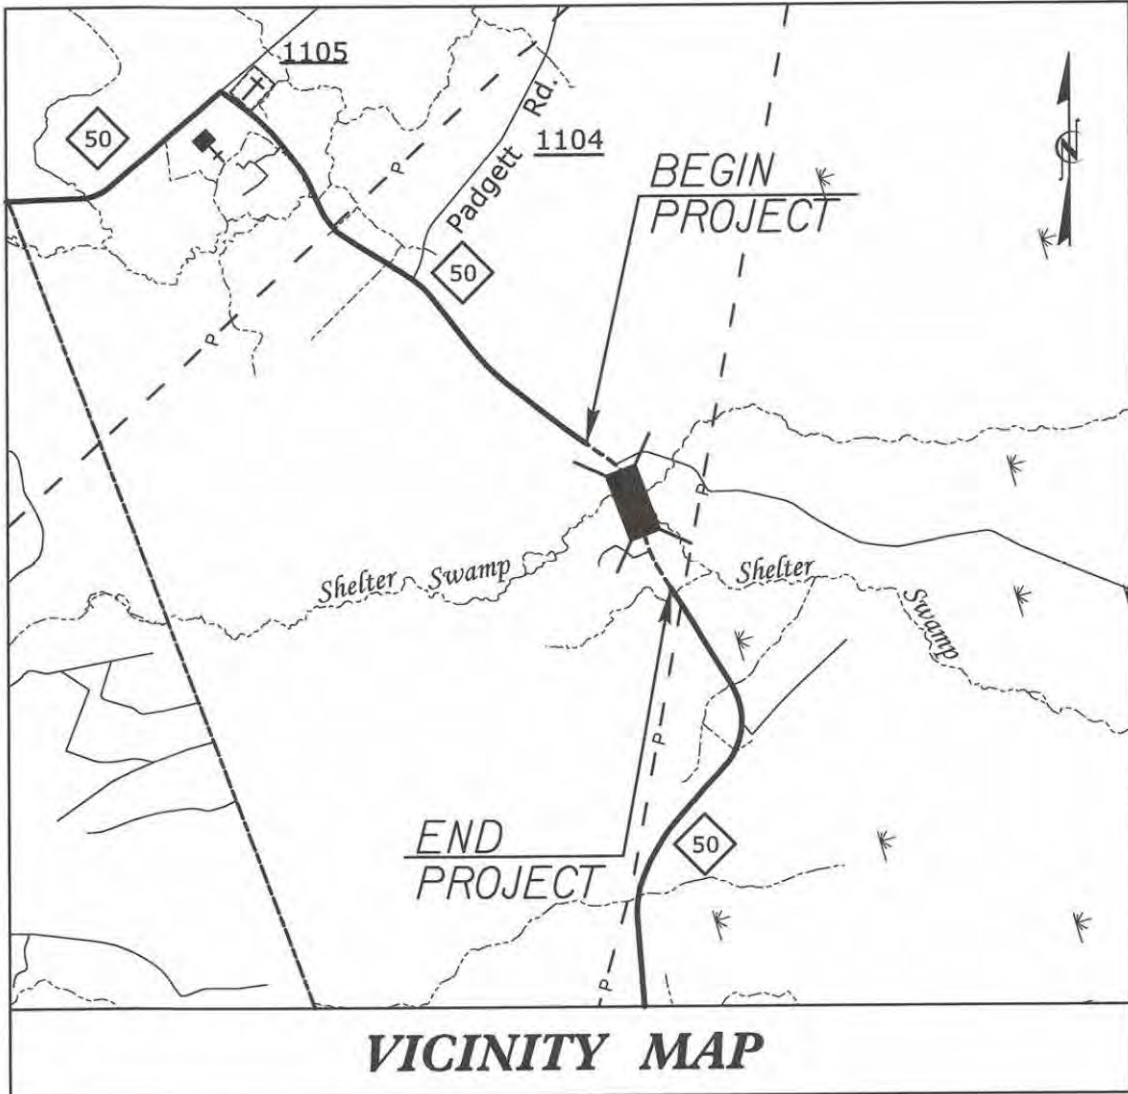 1105
50
Padgett Rd.
1104
BEGIN
PROJECT
N
P
50
P
P
Shelter Swamp
Shelter
Swamp
P
END
PROJECT
50
P
VICINITY MAP